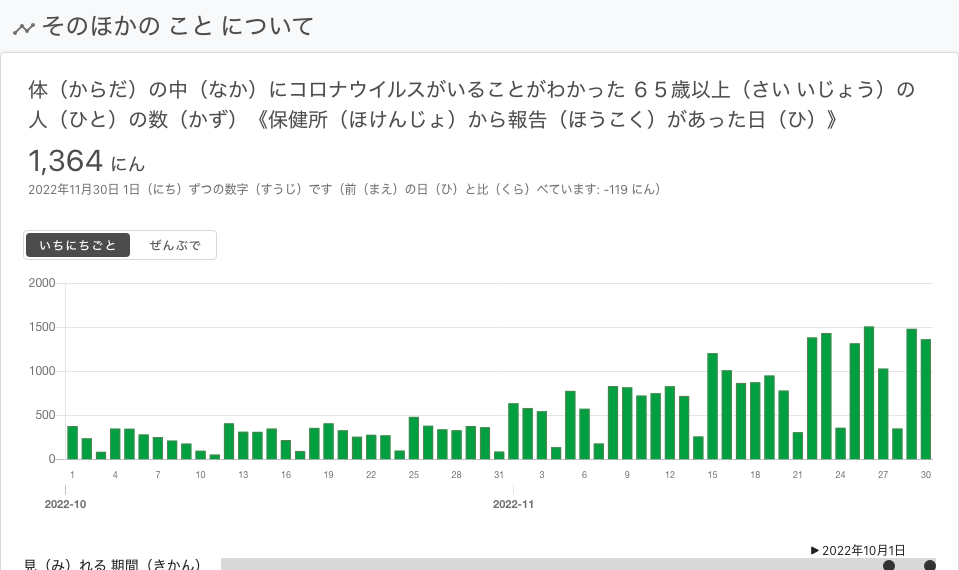 そのほかの こと について
体（からだ）の中（なか）にコロナウイルスがいることがわかった ６５歳以上（さい いじょう）の
人（ひと）の数（かず）《保健所（ほけんじょ）から報告（ほうこく）があった日（ひ）》
1,364 にん
2022年11月30日 1日（にち）ずつの数字（すうじ）です（前（まえ）の日（ひ）と比（くら）べています: -119 にん）
いちにちごと ぜんぶで
2000
1500
1000
500
0
1 4 7 10 13 16 19 22 25 28 31 3 6 9 12 15 18 21 24 27 30
2022-10 2022-11
▶ 2022年10月1日
見（み）れる 期間（きかん）